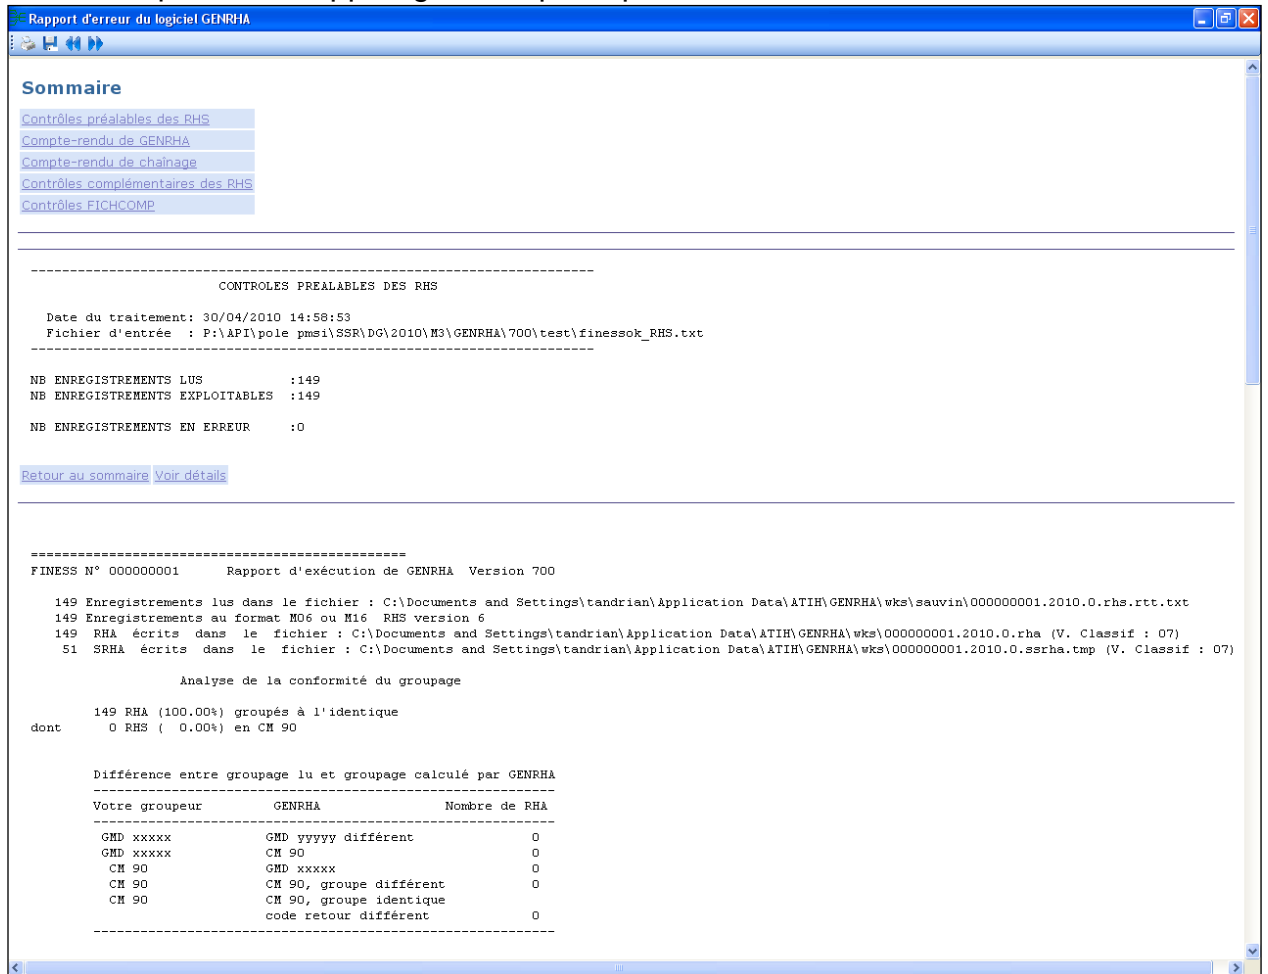 Rapport d'erreur du logiciel GENRHA
Sommaire
Contrôles préalables des RHS
Compte-rendu de GENRHA
Compte-rendu de chaînage
Contrôles complémentaires des RHS
Contrôles FICHCOMP
------------------------------------------------------------------------
CONTROLES PREALABLES DES RHS
Date du traitement: 30/04/2010 14:58:53
Fichier d'entrée : P:\API\pole pmsi\SSR\DG\2010\M3\GENRHA\700\test\finessok_RHS.txt
------------------------------------------------------------------------
NB ENREGISTREMENTS LUS :149
NB ENREGISTREMENTS EXPLOITABLES :149
NB ENREGISTREMENTS EN ERREUR :0
Retour au sommaire Voir détails
================================================
FINESS N° 000000001 Rapport d'exécution de GENRHA Version 700
149 Enregistrements lus dans le fichier : C:\Documents and Settings\tandrian\Application Data\ATIH\GENRHA\wks\sauvin\000000001.2010.0.rhs.rtt.txt
149 Enregistrements au format M06 ou M16 RHS version 6
149 RHA écrits dans le fichier : C:\Documents and Settings\tandrian\Application Data\ATIH\GENRHA\wks\000000001.2010.0.rha (V. Classif : 07)
51 SRHA écrits dans le fichier : C:\Documents and Settings\tandrian\Application Data\ATIH\GENRHA\wks\000000001.2010.0.ssrha.tmp (V. Classif : 07)
Analyse de la conformité du groupage
149 RHA (100.00%) groupés à l'identique
dont 0 RHS ( 0.00%) en CM 90
Différence entre groupage lu et groupage calculé par GENRHA
-----------------------------------------------------------
Votre groupeur GENRHA Nombre de RHA
-----------------------------------------------------------
GMD xxxxx GMD yyyyy différent 0
GMD xxxxx CM 90 0
CM 90 GMD xxxxx 0
CM 90 CM 90, groupe différent 0
CM 90 CM 90, groupe identique
code retour différent 0
-----------------------------------------------------------